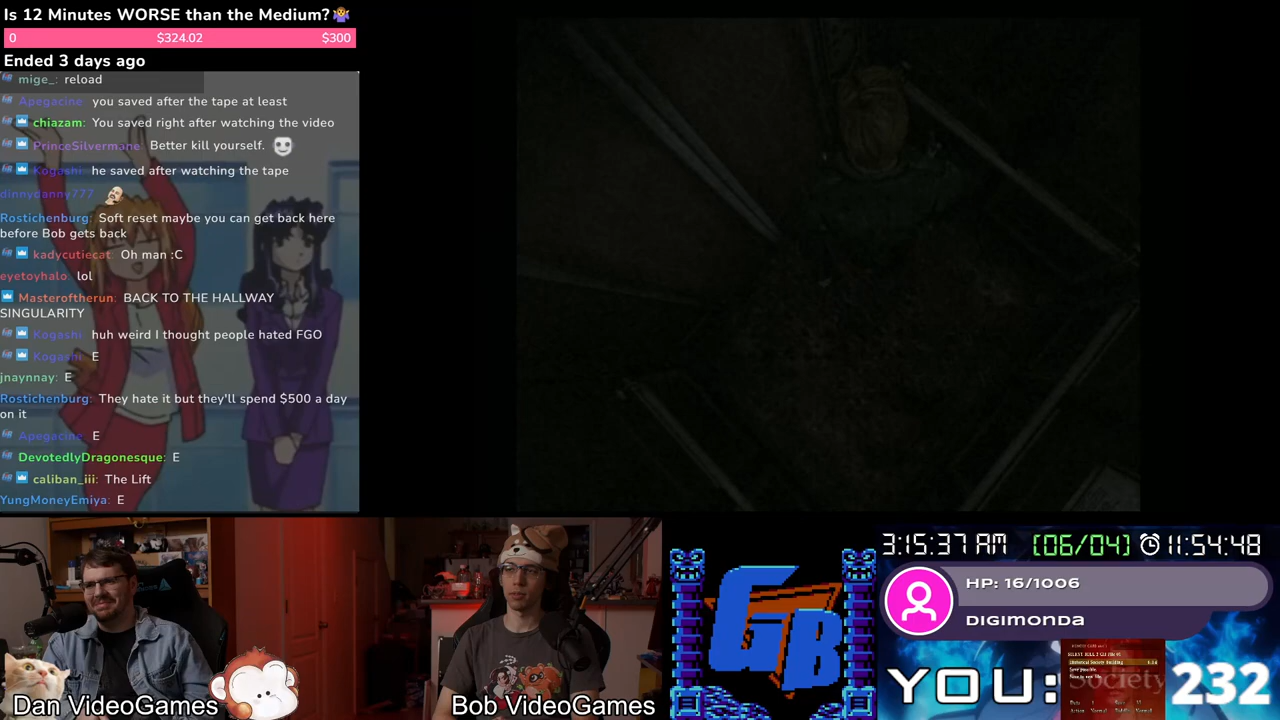 Is 12 Minutes WORSE than the Medium?🤷‍♀️
0 $324.02 $300
Ended 3 days ago
mige_: reload
Apegacine you saved after the tape at least
chiazam: You saved right after watching the video
PrinceSilvermane Better kill yourself.
Kogashi he saved after watching the tape
dinnydanny777
Rostichenburg: Soft reset maybe you can get back here
before Bob gets back
kadycutiecat: Oh man :C
eyetoyhalo: lol
Masteroftherun: BACK TO THE HALLWAY
SINGULARITY
Kogashi huh weird I thought people hated FGO
Kogashi E
jnaynnay: E
Rostichenburg: They hate it but they'll spend $500 a day
on it
Apegacine E
DevotedlyDragonesque: E
caliban_iii: The Lift
YungMoneyEmiya: E
Dan VideoGames
Bob VideoGames
GB
3:15:37 AM [06/04] 11:54:48
HP: 16/1006
DIGIMONDA
YOU: Society 232